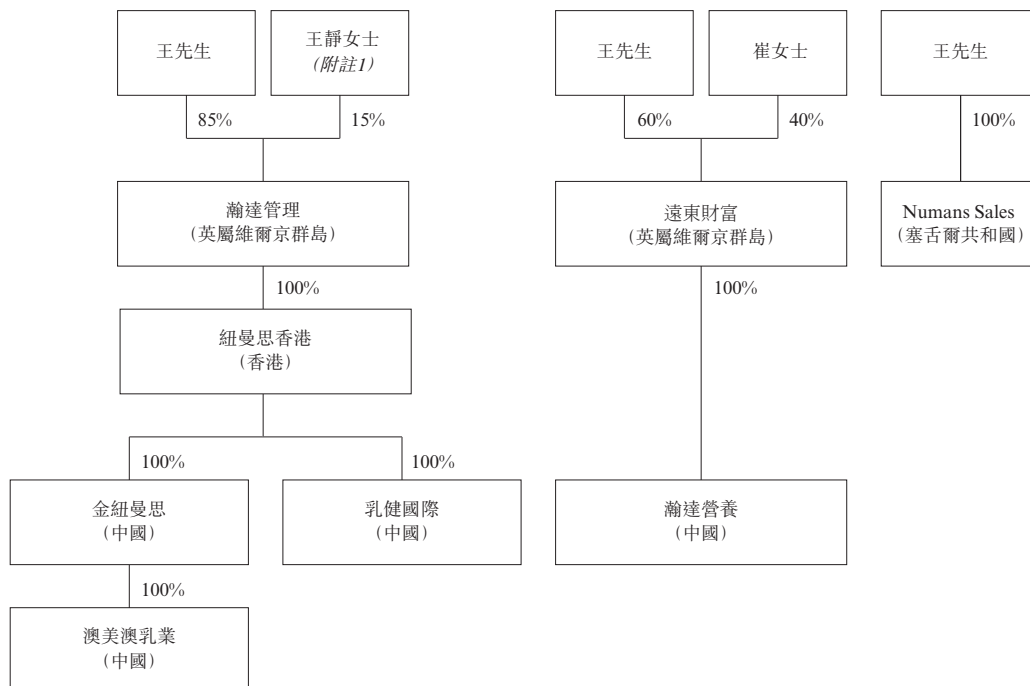 王先生
王靜女士
(附註1)
85%
15%
瀚達管理
(英屬維爾京群島)
100%
紐曼思香港
(香港)
100%
100%
金紐曼思
(中國)
乳健國際
(中國)
100%
澳美澳乳業
(中國)
王先生
崔女士
60%
40%
遠東財富
(英屬維爾京群島)
100%
瀚達營養
(中國)
王先生
100%
Numans Sales
(塞舌爾共和國)